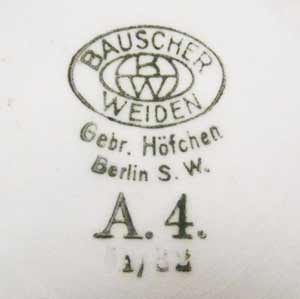 BAUSCHER
BW
WEIDEN
Gebr. Höfchen
Berlin S. W.
A. 4.